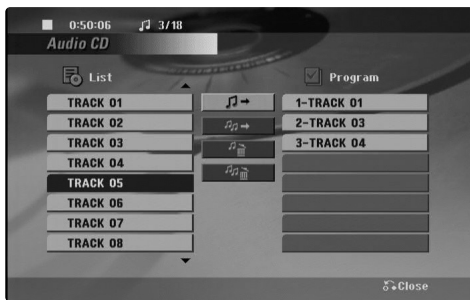 0:50:06 3/18
Audio CD
List
Program
TRACK 01
TRACK 02
TRACK 03
TRACK 04
TRACK 05
TRACK 06
TRACK 07
TRACK 08
1-TRACK 01
2-TRACK 03
3-TRACK 04
Close